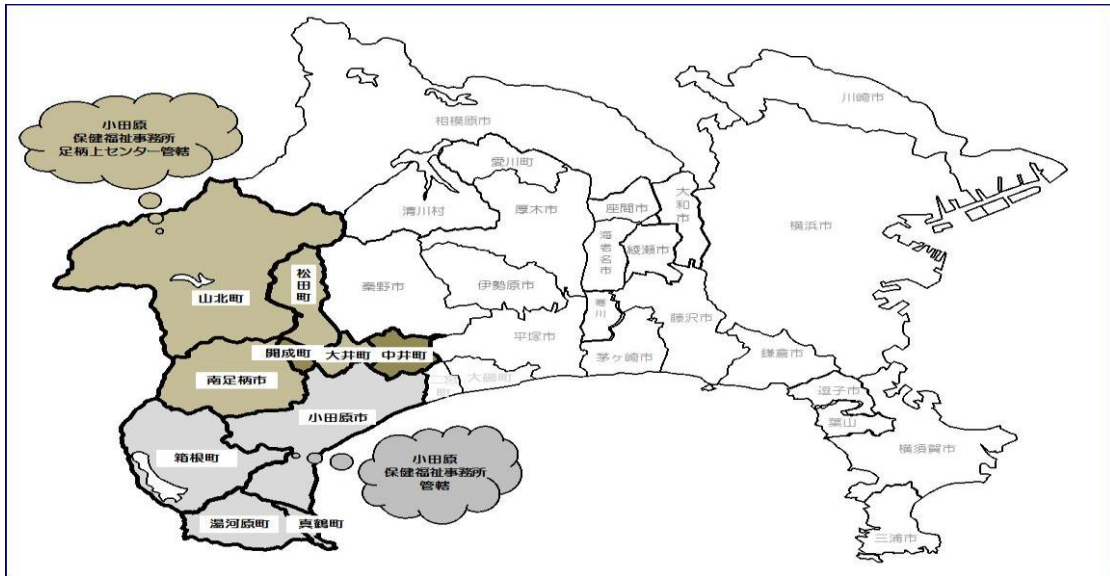 川崎市
小田原
保健福祉事務所
足柄上センター管轄
相模原市
愛川町
清川村
厚木市
座間市
大和市
横浜市
海老名市
綾瀬市
松田町
秦野市
伊勢原市
山北町
寒川
藤沢市
平塚市
開成町
大井町
中井町
茅ヶ崎市
鎌倉市
南足柄市
大磯町
逗子市
小田原市
葉山
横須賀市
箱根町
小田原
保健福祉事務所
管轄
湯河原町
真鶴町
三浦市